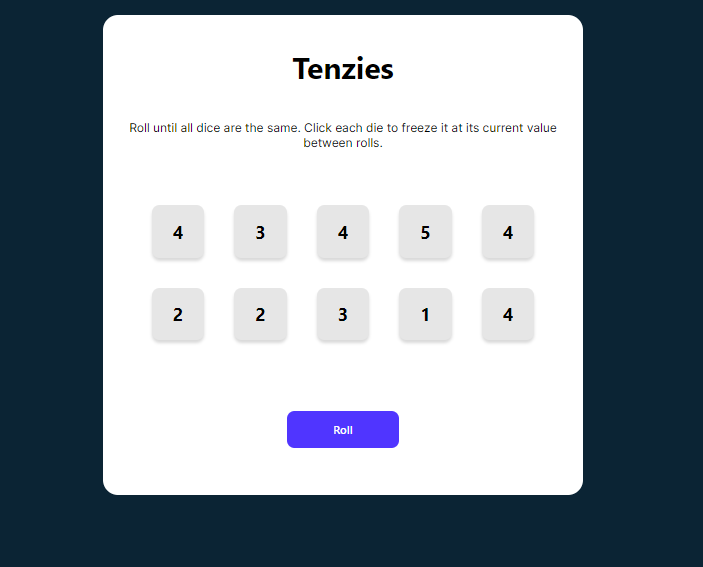 Tenzies
Roll until all dice are the same. Click each die to freeze it at its current value
between rolls.
4 3 4 5 4
2 2 3 1 4
Roll